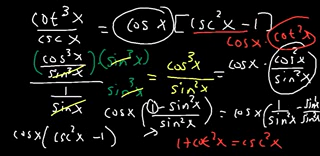 cot³x / csc x = cos x [csc²x - 1]
cos x · cot²x
(cos³x / sin³x) · (sin³x) / (1 / sin x) · sin³x = cos³x / sin²x = cos x · cos²x / sin²x
cos x (1 - sin²x / sin²x) = cos x (1 / sin²x - sin²x / sin²x
cos x (csc²x - 1)
1 + cot²x = csc²x